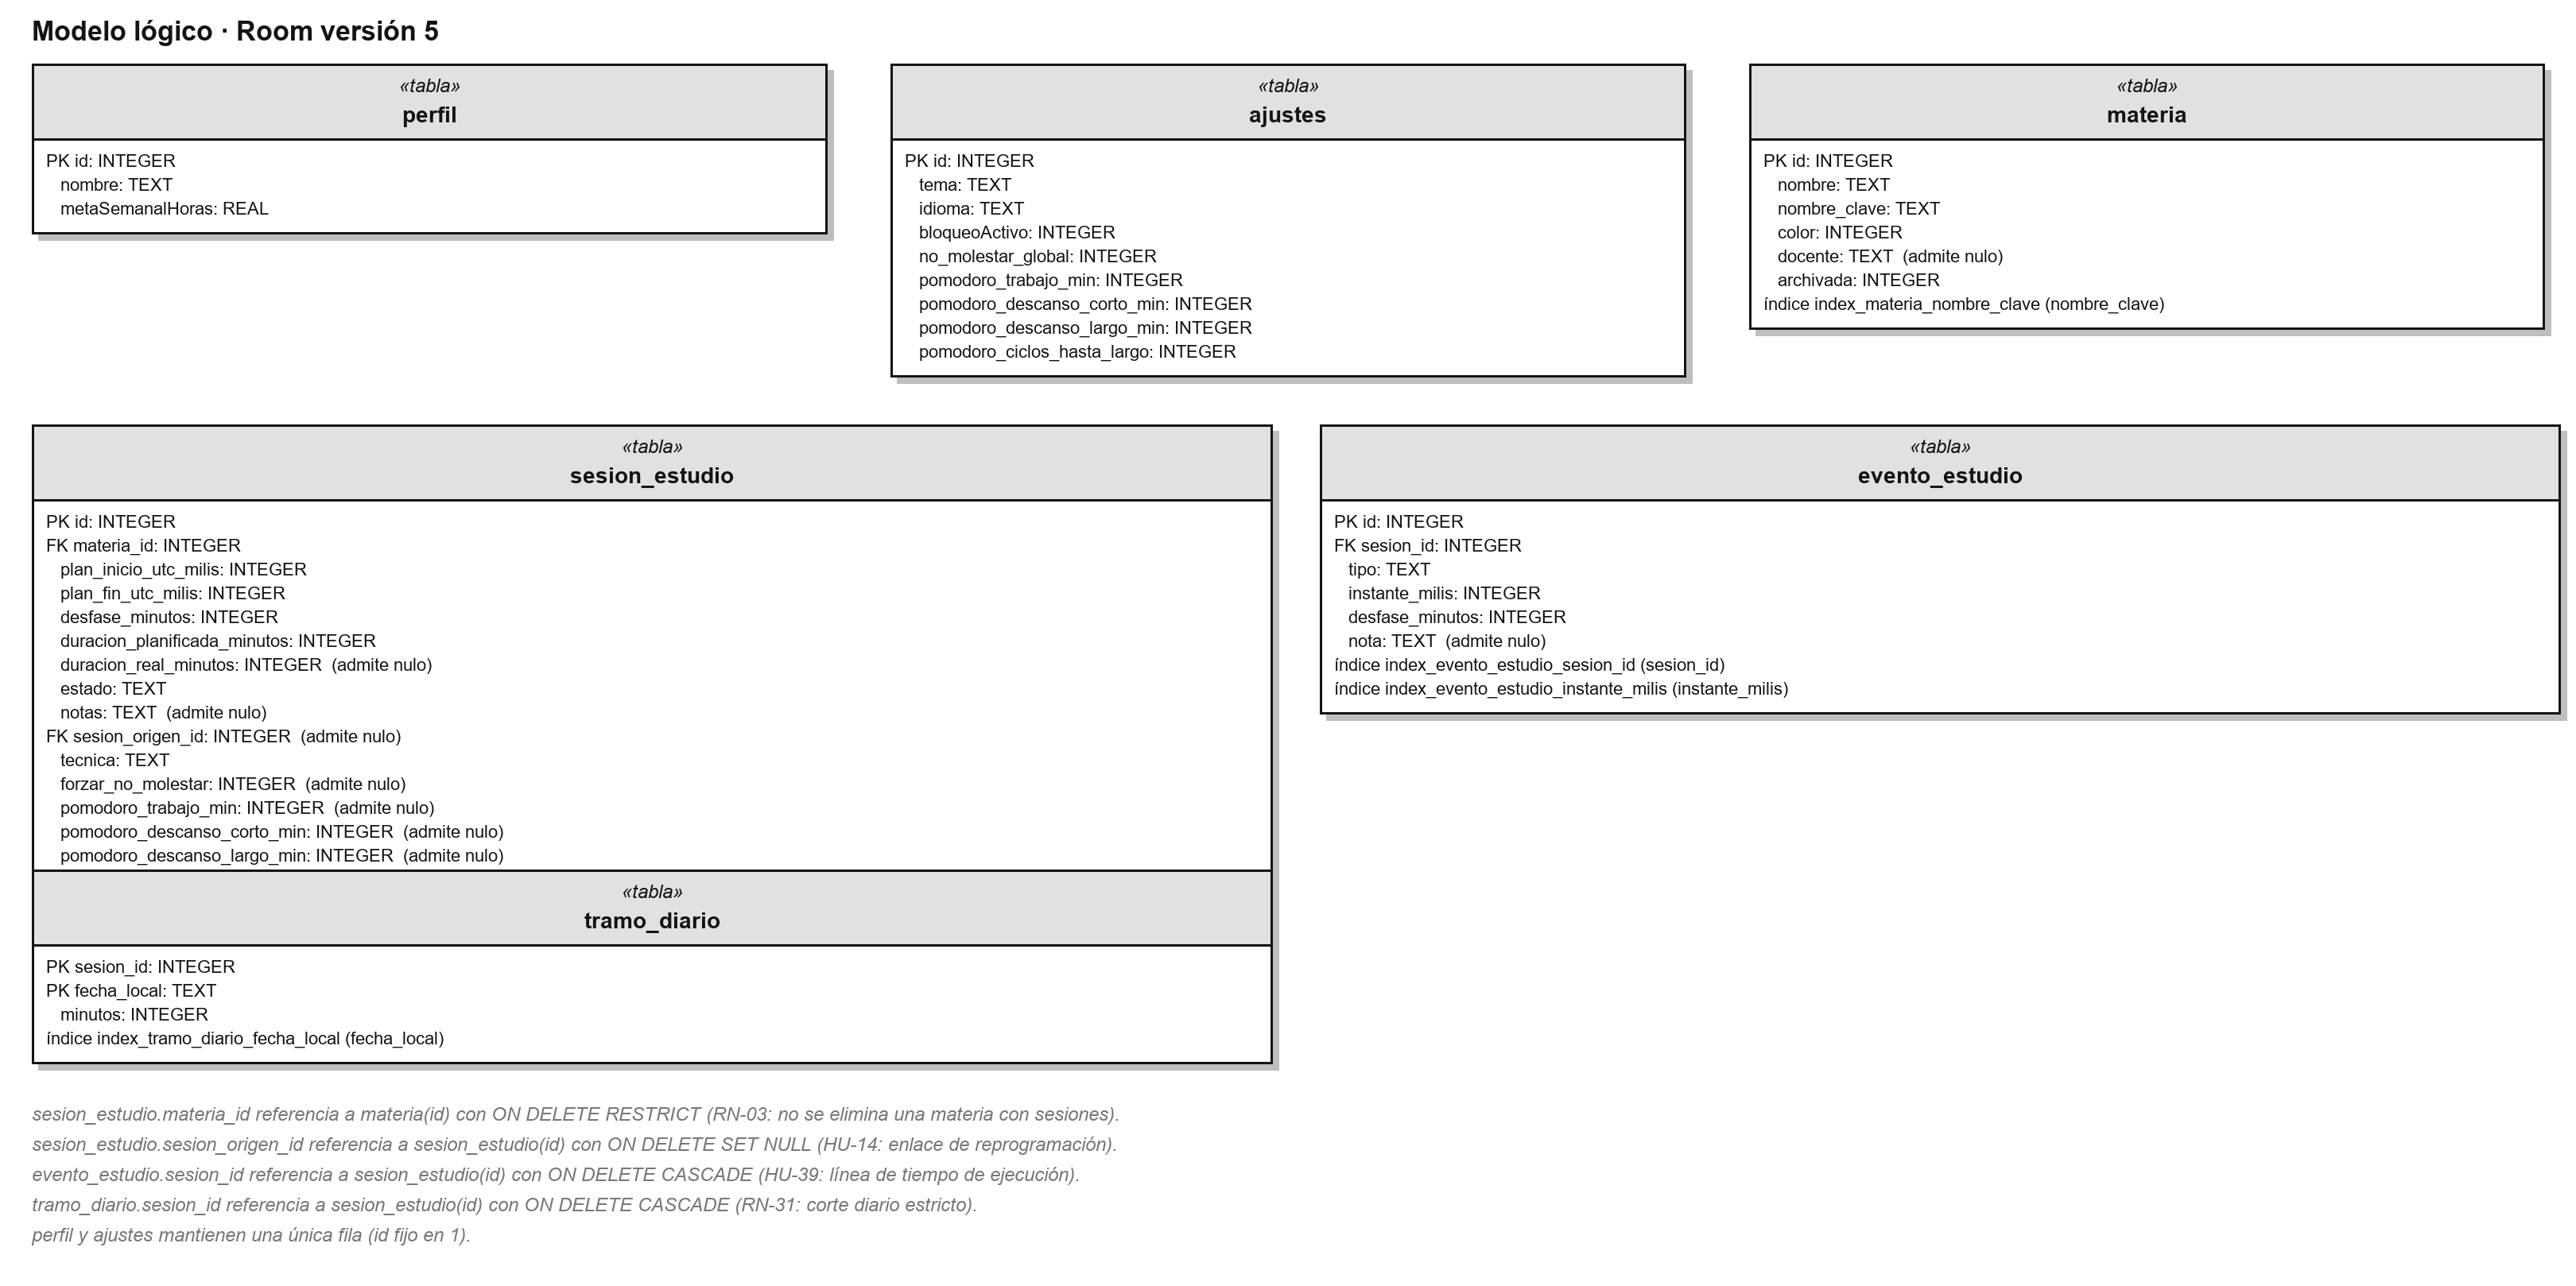 Modelo lógico · Room versión 5
«tabla»
perfil
PK id: INTEGER
nombre: TEXT
metaSemanalHoras: REAL
«tabla»
ajustes
PK id: INTEGER
tema: TEXT
idioma: TEXT
bloqueoActivo: INTEGER
no_molestar_global: INTEGER
pomodoro_trabajo_min: INTEGER
pomodoro_descanso_corto_min: INTEGER
pomodoro_descanso_largo_min: INTEGER
pomodoro_ciclos_hasta_largo: INTEGER
«tabla»
materia
PK id: INTEGER
nombre: TEXT
nombre_clave: TEXT
color: INTEGER
docente: TEXT (admite nulo)
archivada: INTEGER
índice index_materia_nombre_clave (nombre_clave)
«tabla»
sesion_estudio
PK id: INTEGER
FK materia_id: INTEGER
plan_inicio_utc_milis: INTEGER
plan_fin_utc_milis: INTEGER
desfase_minutos: INTEGER
duracion_planificada_minutos: INTEGER
duracion_real_minutos: INTEGER (admite nulo)
estado: TEXT
notas: TEXT (admite nulo)
FK sesion_origen_id: INTEGER (admite nulo)
tecnica: TEXT
forzar_no_molestar: INTEGER (admite nulo)
pomodoro_trabajo_min: INTEGER (admite nulo)
pomodoro_descanso_corto_min: INTEGER (admite nulo)
pomodoro_descanso_largo_min: INTEGER (admite nulo)
«tabla»
evento_estudio
PK id: INTEGER
FK sesion_id: INTEGER
tipo: TEXT
instante_milis: INTEGER
desfase_minutos: INTEGER
nota: TEXT (admite nulo)
índice index_evento_estudio_sesion_id (sesion_id)
índice index_evento_estudio_instante_milis (instante_milis)
«tabla»
tramo_diario
PK sesion_id: INTEGER
PK fecha_local: TEXT
minutos: INTEGER
índice index_tramo_diario_fecha_local (fecha_local)
sesion_estudio.materia_id referencia a materia(id) con ON DELETE RESTRICT (RN-03: no se elimina una materia con sesiones).
sesion_estudio.sesion_origen_id referencia a sesion_estudio(id) con ON DELETE SET NULL (HU-14: enlace de reprogramación).
evento_estudio.sesion_id referencia a sesion_estudio(id) con ON DELETE CASCADE (HU-39: línea de tiempo de ejecución).
tramo_diario.sesion_id referencia a sesion_estudio(id) con ON DELETE CASCADE (RN-31: corte diario estricto).
perfil y ajustes mantienen una única fila (id fijo en 1).